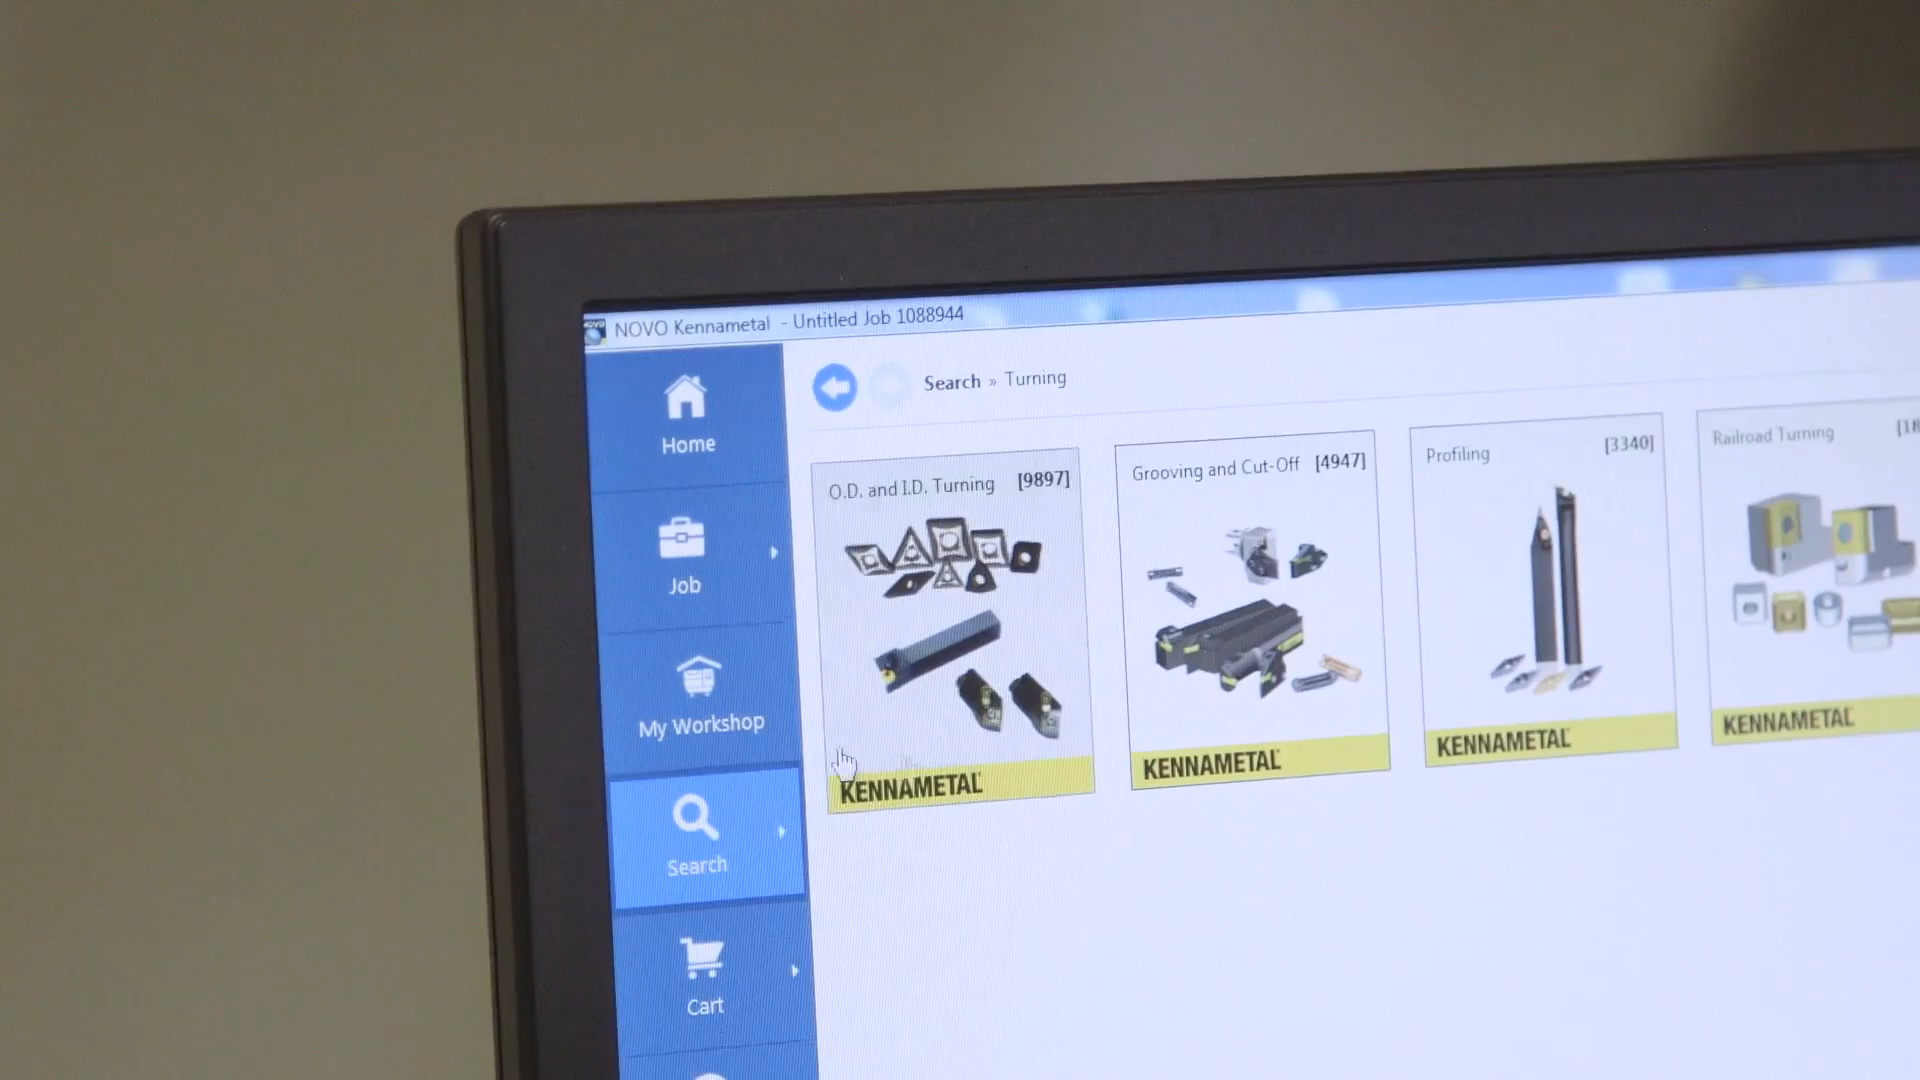 NOVO Kennametal - Untitled Job 1088944
Home
Job
My Workshop
Search
Cart
Search » Turning
O.D. and I.D. Turning [9897]
KENNAMETAL
Grooving and Cut-Off [4947]
KENNAMETAL
Profiling [3340]
KENNAMETAL
Railroad Turning [18
KENNAMETAL